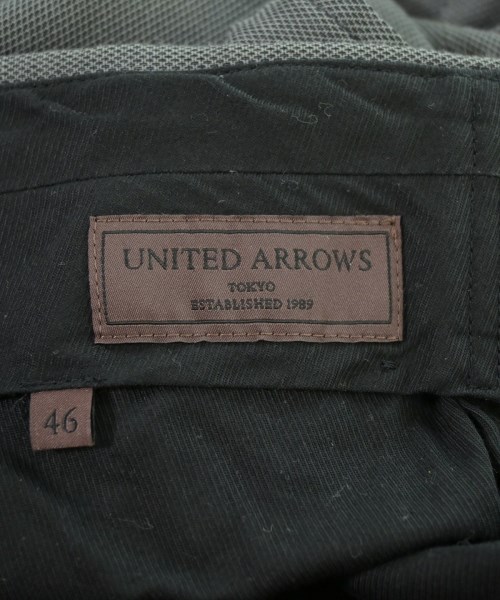 UNITED ARROWS
TOKYO
ESTABLISHED 1989
46